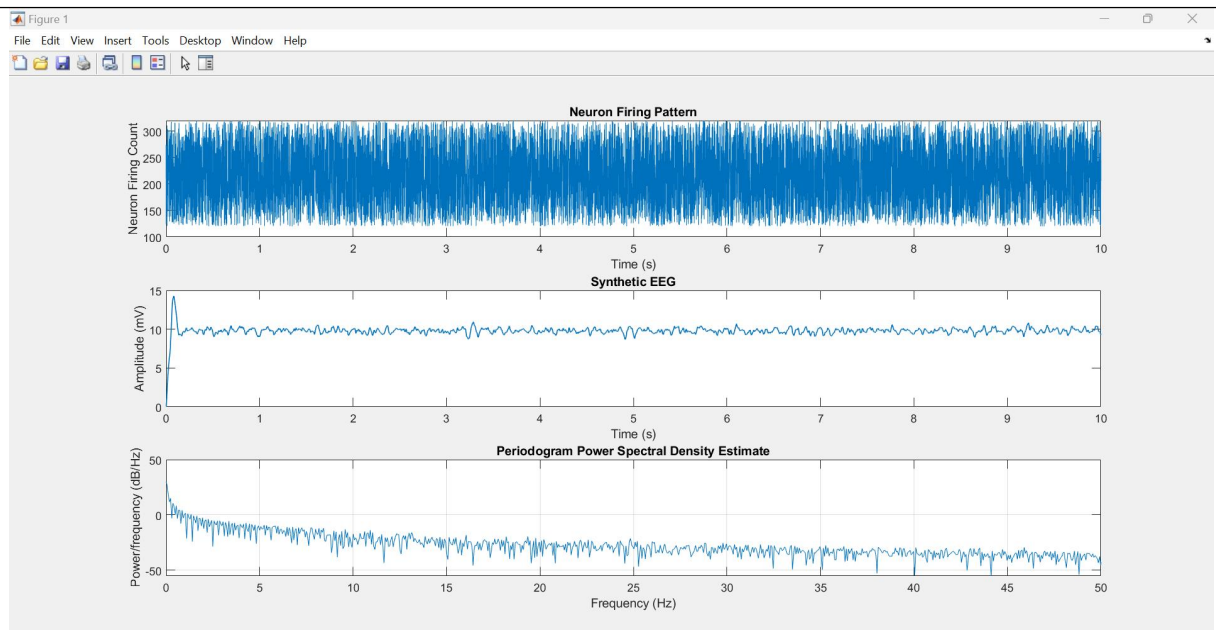 Figure 1
File Edit View Insert Tools Desktop Window Help
Neuron Firing Pattern
Neuron Firing Count
300
250
200
150
100
0 1 2 3 4 5 6 7 8 9 10
Time (s)
Synthetic EEG
Amplitude (mV)
15
10
5
0
0 1 2 3 4 5 6 7 8 9 10
Time (s)
Periodogram Power Spectral Density Estimate
Power/frequency (dB/Hz)
50
0
-50
0 5 10 15 20 25 30 35 40 45 50
Frequency (Hz)